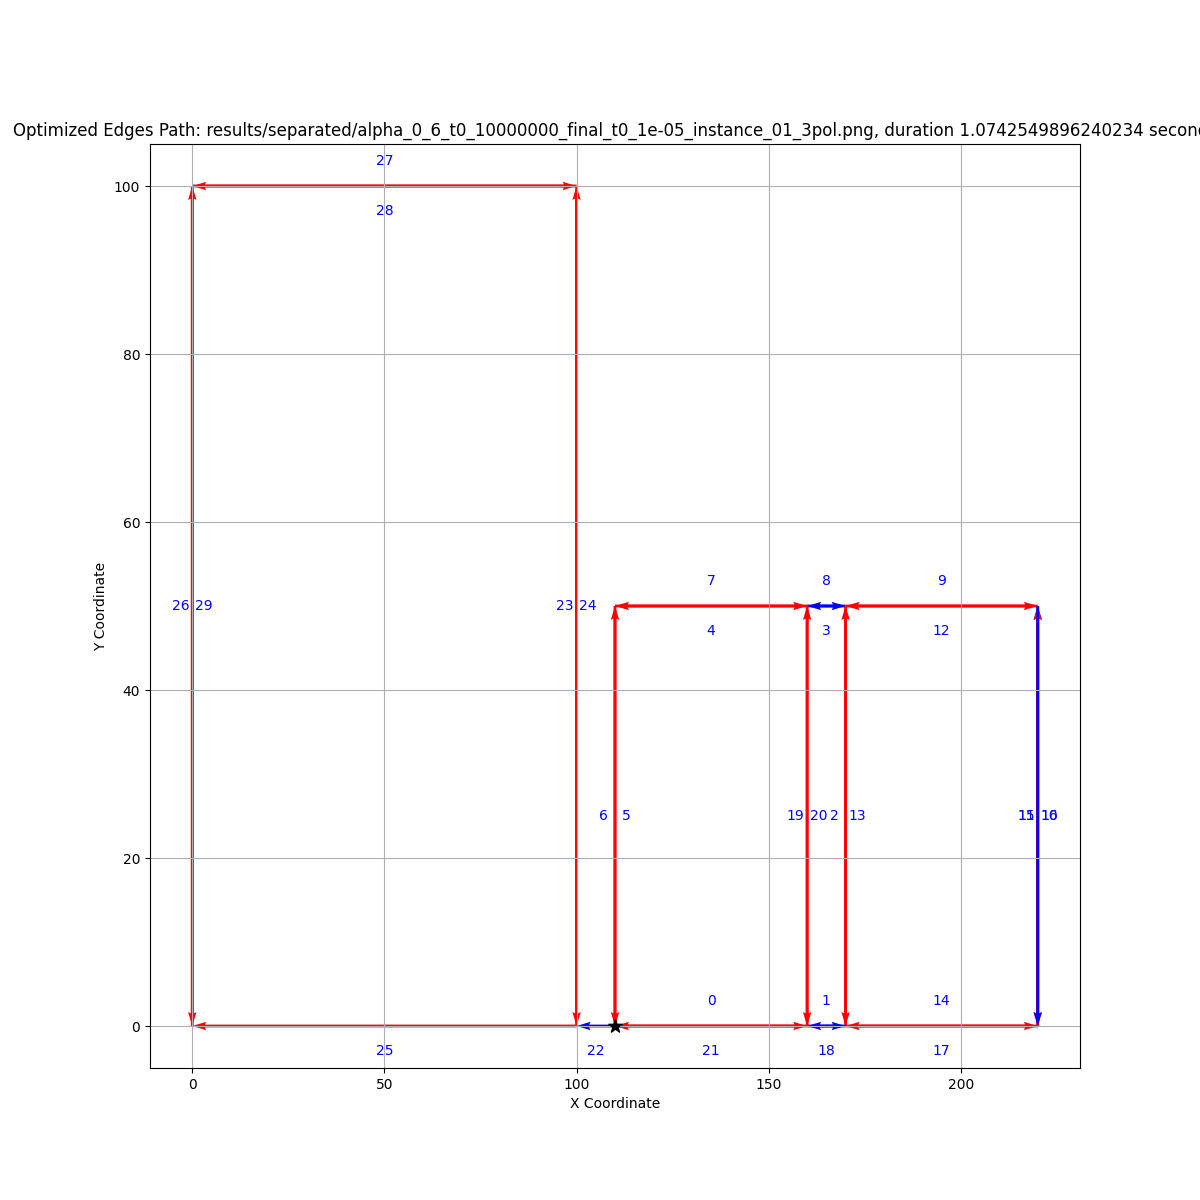 Optimized Edges Path: results/separated/alpha_0_6_t0_10000000_final_t0_1e-05_instance_01_3pol.png, duration 1.0742549896240234
27
100
28
80
60
7 8 9
26 29 23 24
4 3 12
Y Coordinate
40
6 5 19 20 2 13
20
0 1 14
0
25 22 21 18 17
0 50 100 150 200
X Coordinate